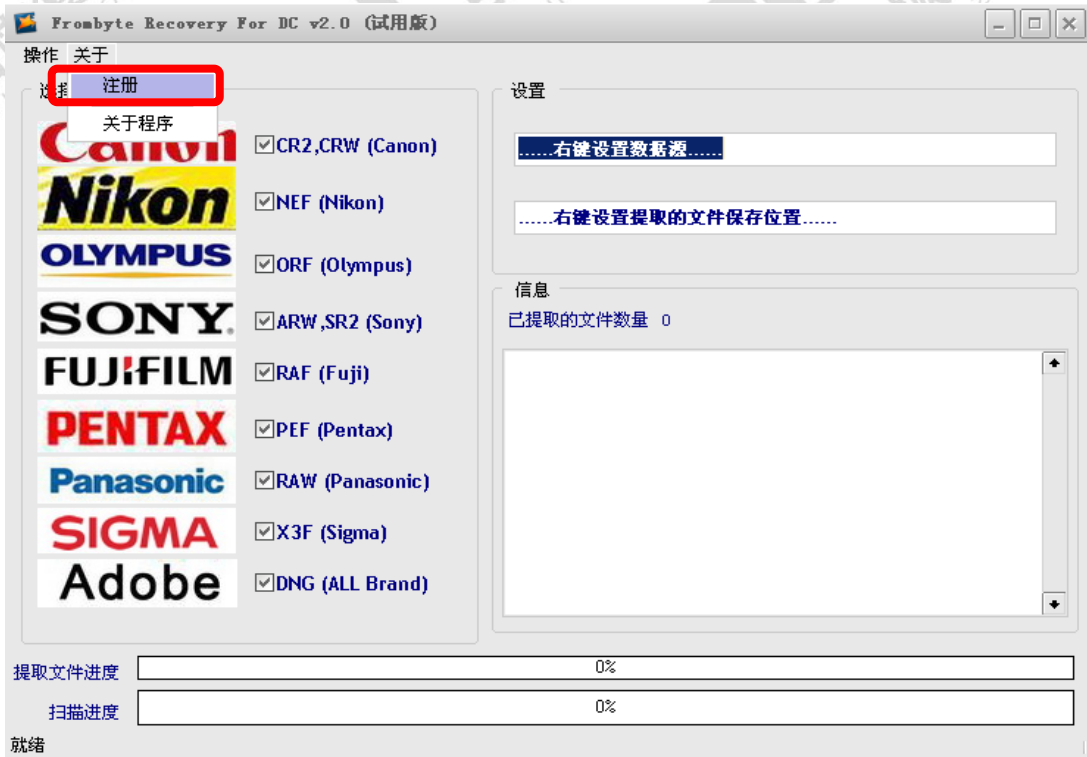 Frombyte Recovery For DC v2.0 (试用版)
操作 关于
注册
关于程序
Canon
CR2,CRW (Canon)
Nikon
NEF (Nikon)
OLYMPUS
ORF (Olympus)
SONY
ARW,SR2 (Sony)
FUJIFILM
RAF (Fuji)
PENTAX
PEF (Pentax)
Panasonic
RAW (Panasonic)
SIGMA
X3F (Sigma)
Adobe
DNG (ALL Brand)
设置
......右键设置数据源......
......右键设置提取的文件保存位置......
信息
已提取的文件数量 0
提取文件进度 0%
扫描进度 0%
就绪